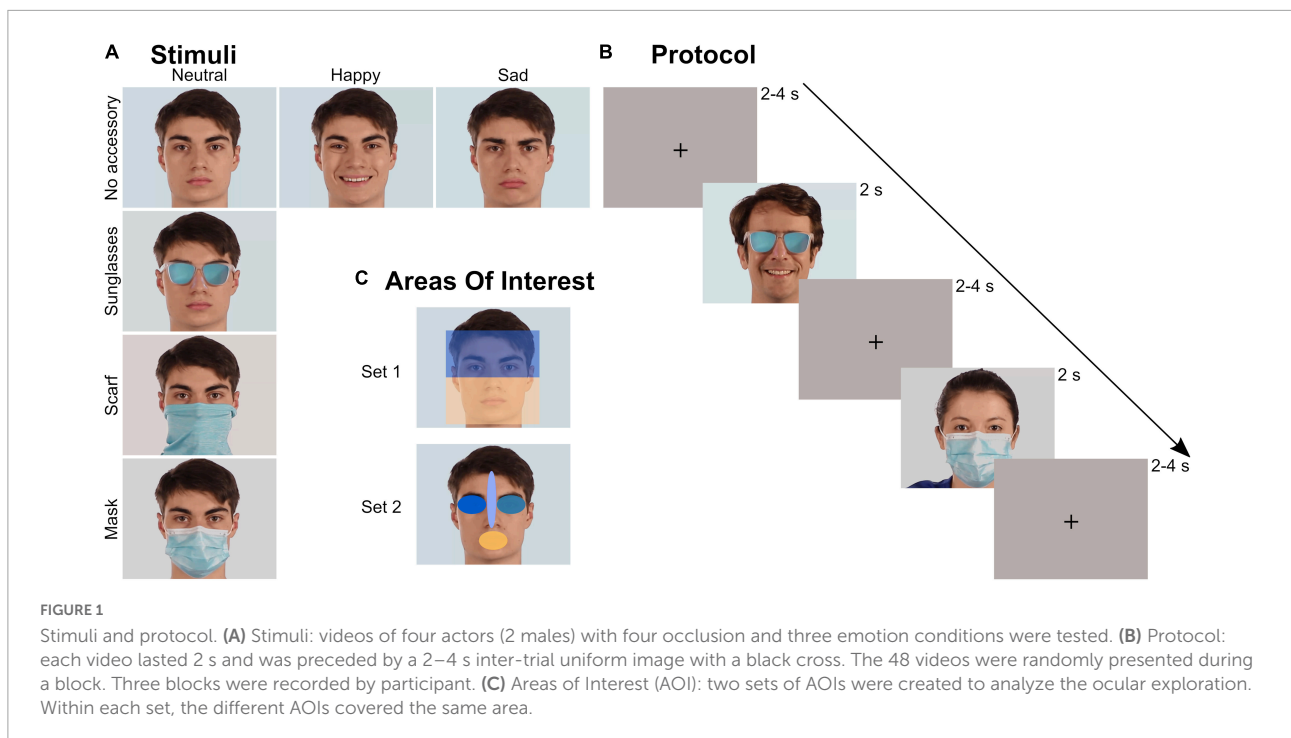 A Stimuli
Neutral Happy Sad
No accessory
Sunglasses
Scarf
Mask
B Protocol
2-4 s
2 s
2-4 s
2 s
2-4 s
C Areas Of Interest
Set 1
Set 2
FIGURE 1
Stimuli and protocol. (A) Stimuli: videos of four actors (2 males) with four occlusion and three emotion conditions were tested. (B) Protocol:
each video lasted 2 s and was preceded by a 2–4 s inter-trial uniform image with a black cross. The 48 videos were randomly presented during
a block. Three blocks were recorded by participant. (C) Areas of Interest (AOI): two sets of AOIs were created to analyze the ocular exploration.
Within each set, the different AOIs covered the same area.